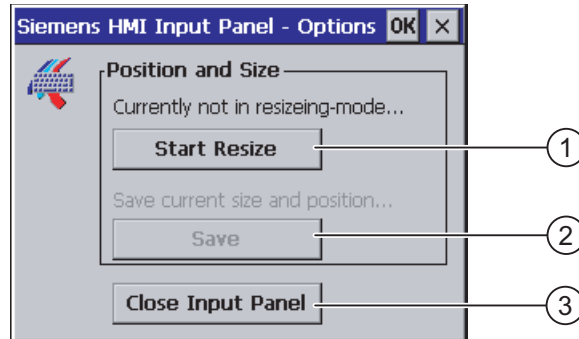 Siemens HMI Input Panel - Options OK ×
Position and Size
Currently not in resizeing-mode...
Start Resize
1
Save current size and position...
Save
2
Close Input Panel
3